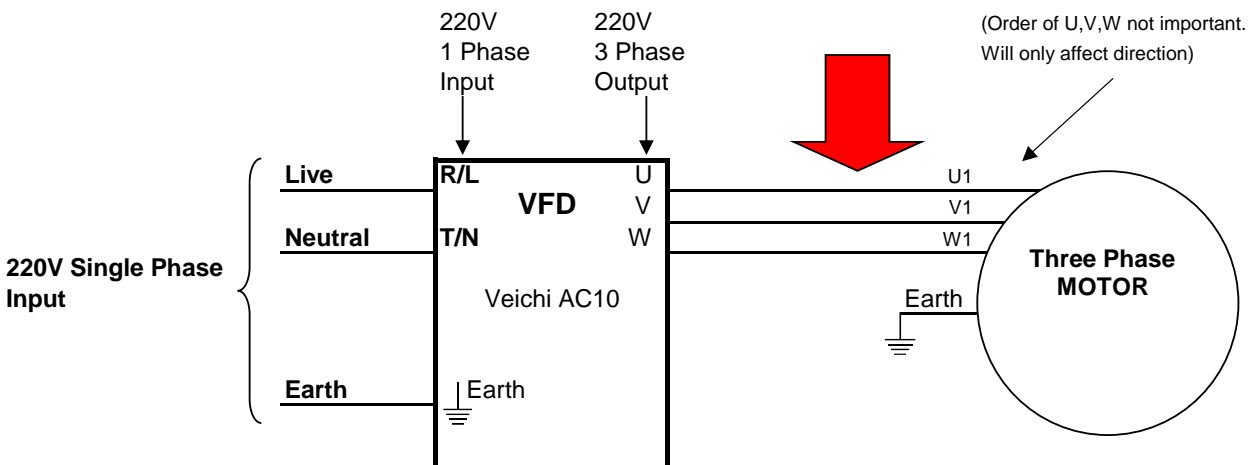 220V
1 Phase
Input
220V
3 Phase
Output
(Order of U,V,W not important.
Will only affect direction)
220V Single Phase
Input
Live
Neutral
Earth
R/L
T/N
VFD
Veichi AC10
Earth
U
V
W
U1
V1
W1
Earth
Three Phase
MOTOR